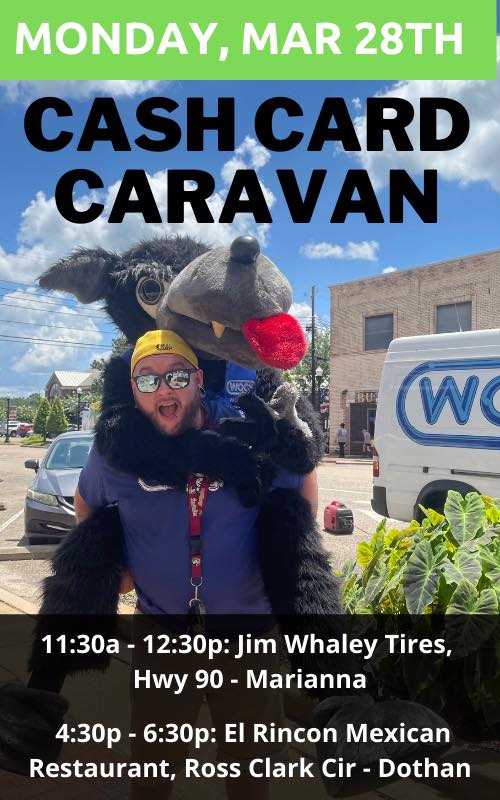 MONDAY, MAR 28TH
CASH CARD
CARAVAN
WOO
11:30a - 12:30p: Jim Whaley Tires,
Hwy 90 - Marianna
4:30p - 6:30p: El Rincon Mexican
Restaurant, Ross Clark Cir - Dothan